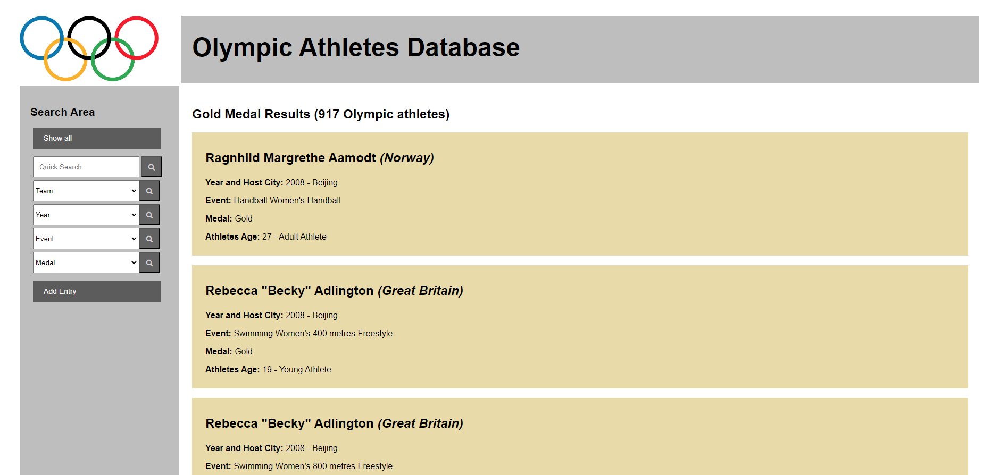 Olympic Athletes Database
Search Area
Show all
Quick Search
Team
Year
Event
Medal
Add Entry
Gold Medal Results (917 Olympic athletes)
Ragnhild Margrethe Aamodt (Norway)
Year and Host City: 2008 - Beijing
Event: Handball Women's Handball
Medal: Gold
Athletes Age: 27 - Adult Athlete
Rebecca "Becky" Adlington (Great Britain)
Year and Host City: 2008 - Beijing
Event: Swimming Women's 400 metres Freestyle
Medal: Gold
Athletes Age: 19 - Young Athlete
Rebecca "Becky" Adlington (Great Britain)
Year and Host City: 2008 - Beijing
Event: Swimming Women's 800 metres Freestyle